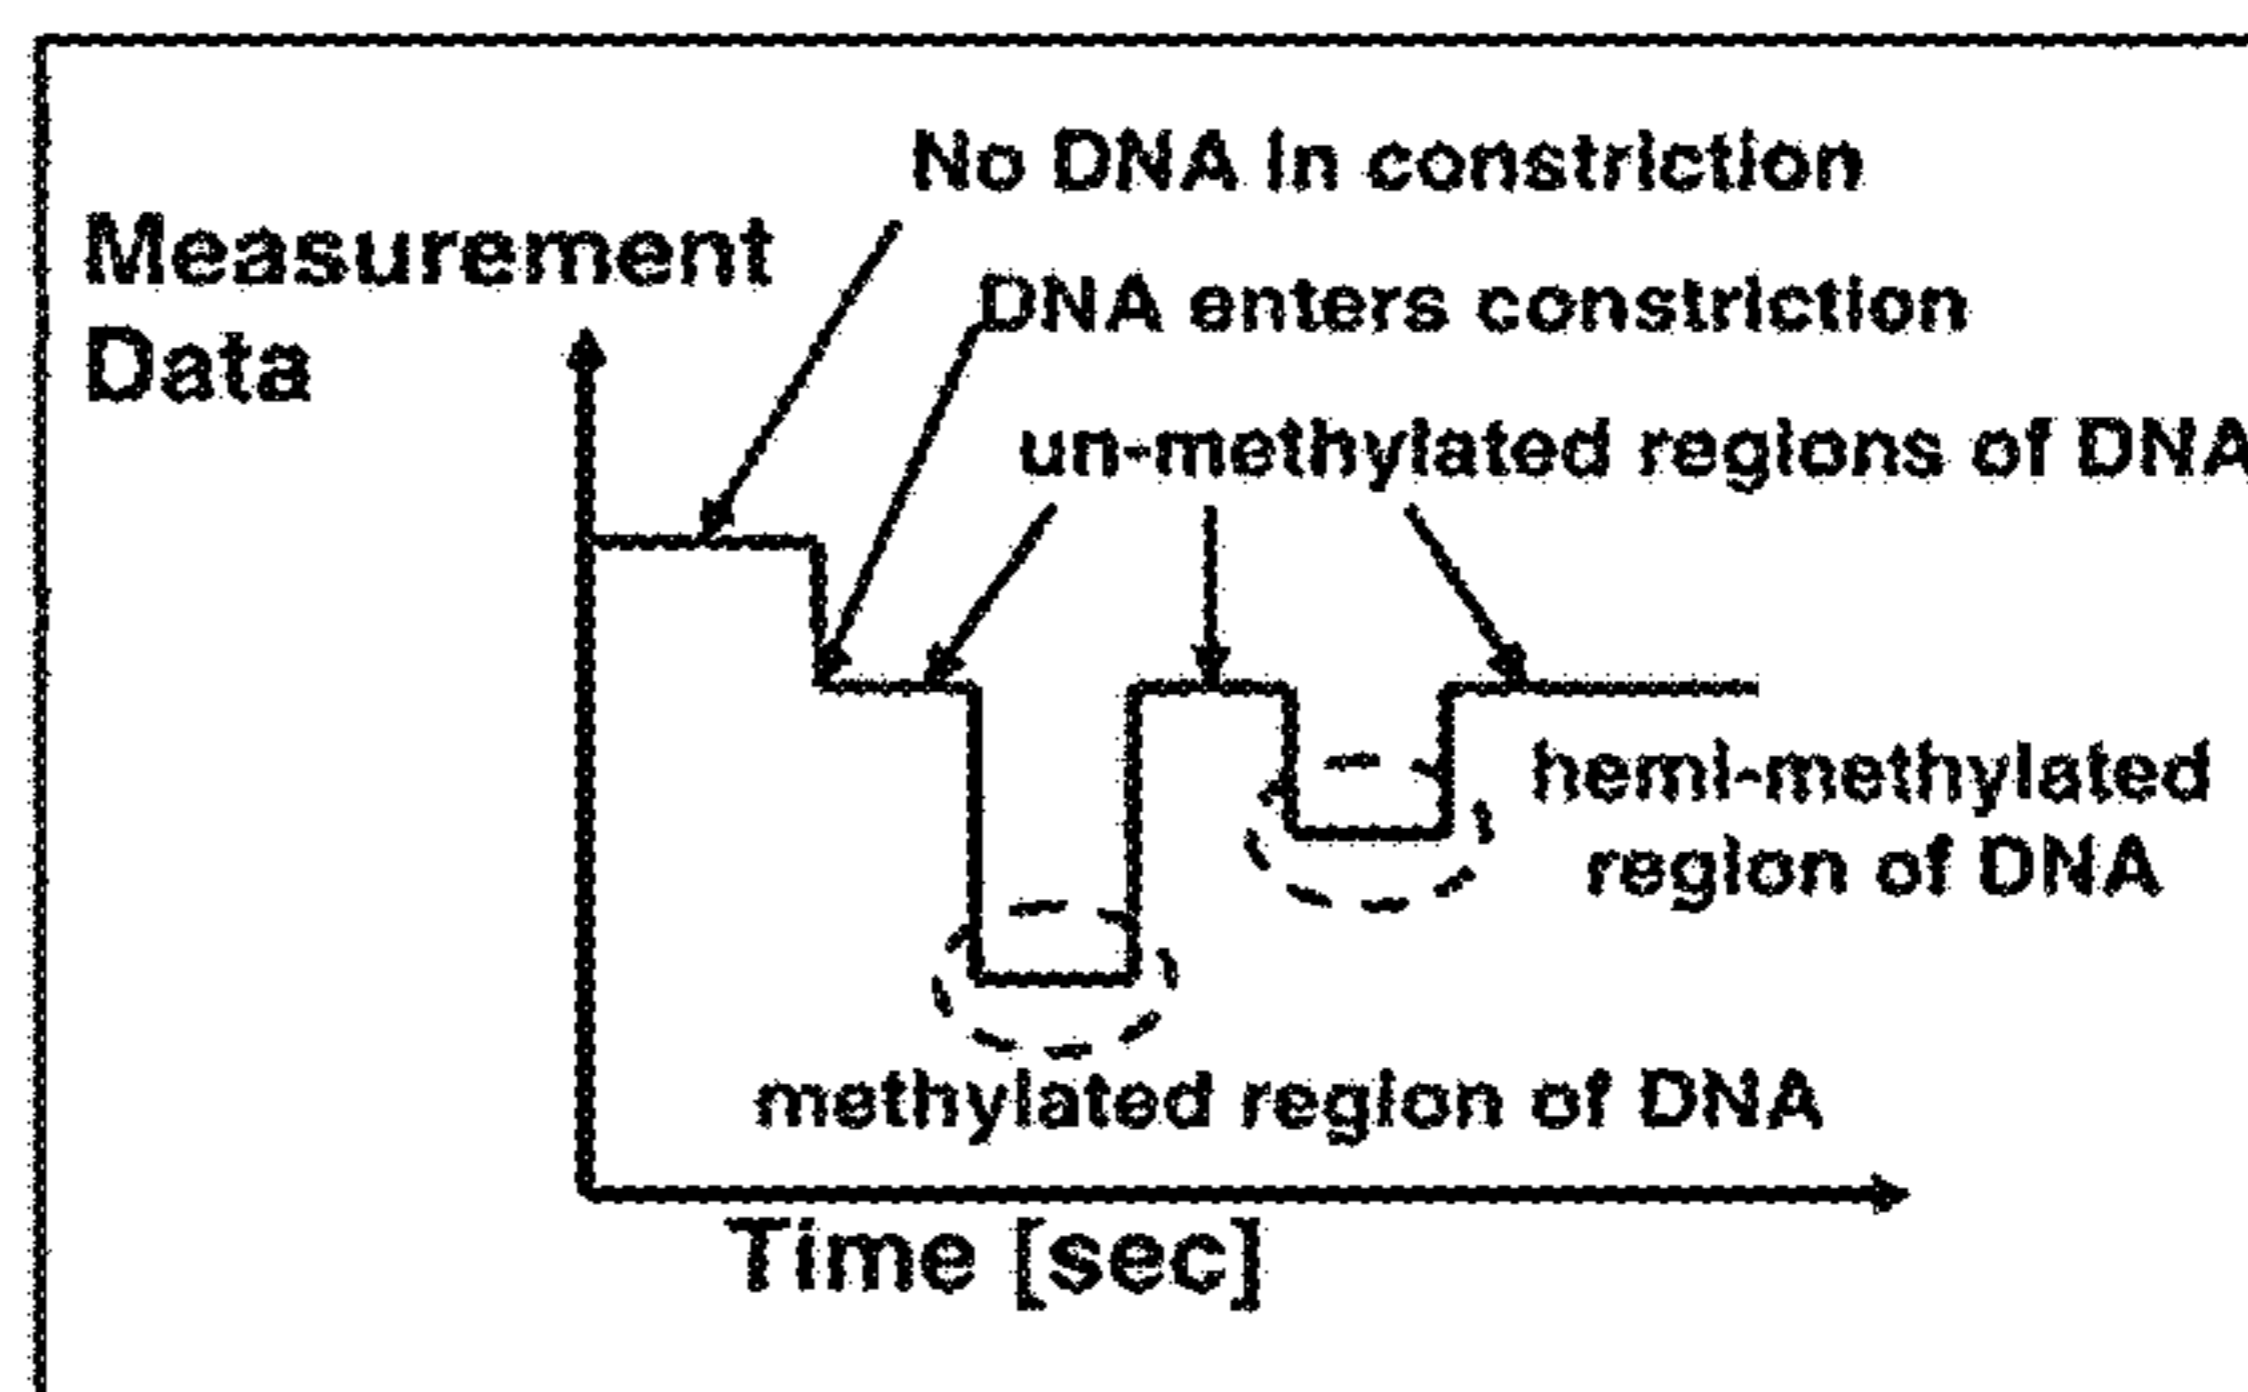 No DNA in constriction
Measurement
Data
DNA enters constriction
un-methylated regions of DNA
hemi-methylated
region of DNA
methylated region of DNA
Time [sec]